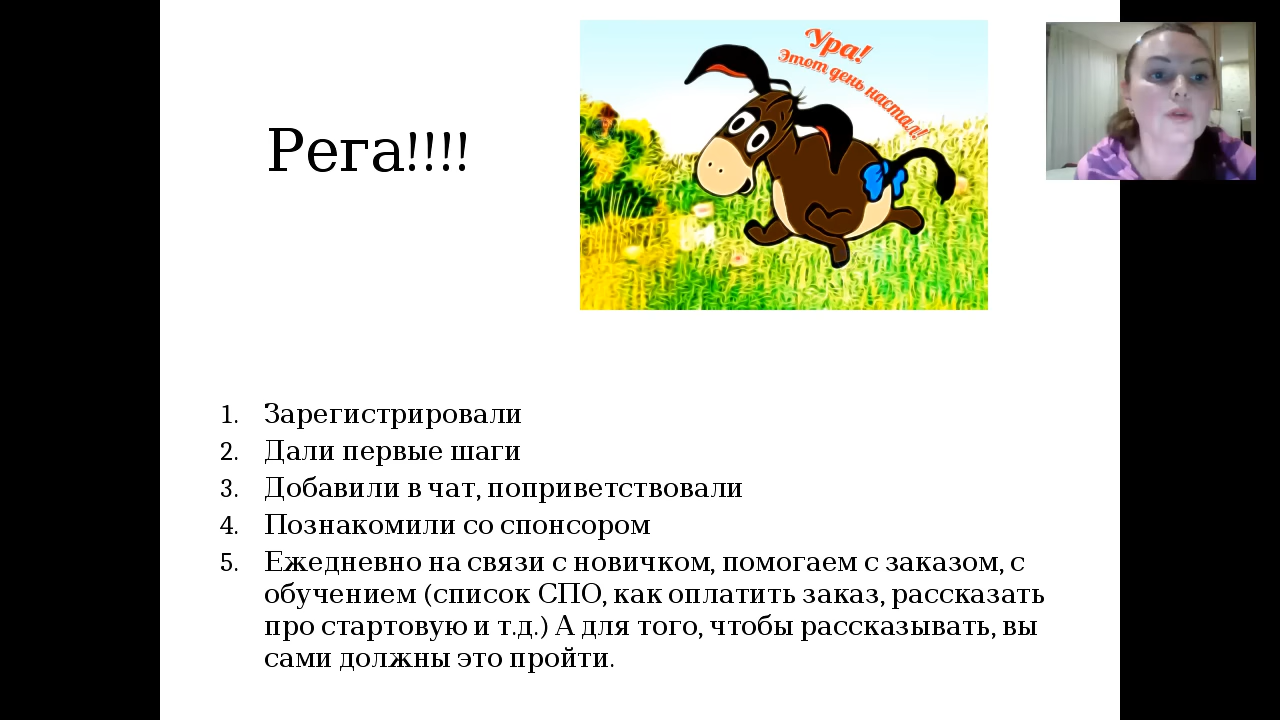 Ура!
Этот день настал!
Рега!!!!
1. Зарегистрировали
2. Дали первые шаги
3. Добавили в чат, поприветствовали
4. Познакомили со спонсором
5. Ежедневно на связи с новичком, помогаем с заказом, с
обучением (список СПО, как оплатить заказ, рассказать
про стартовую и т.д.) А для того, чтобы рассказывать, вы
сами должны это пройти.